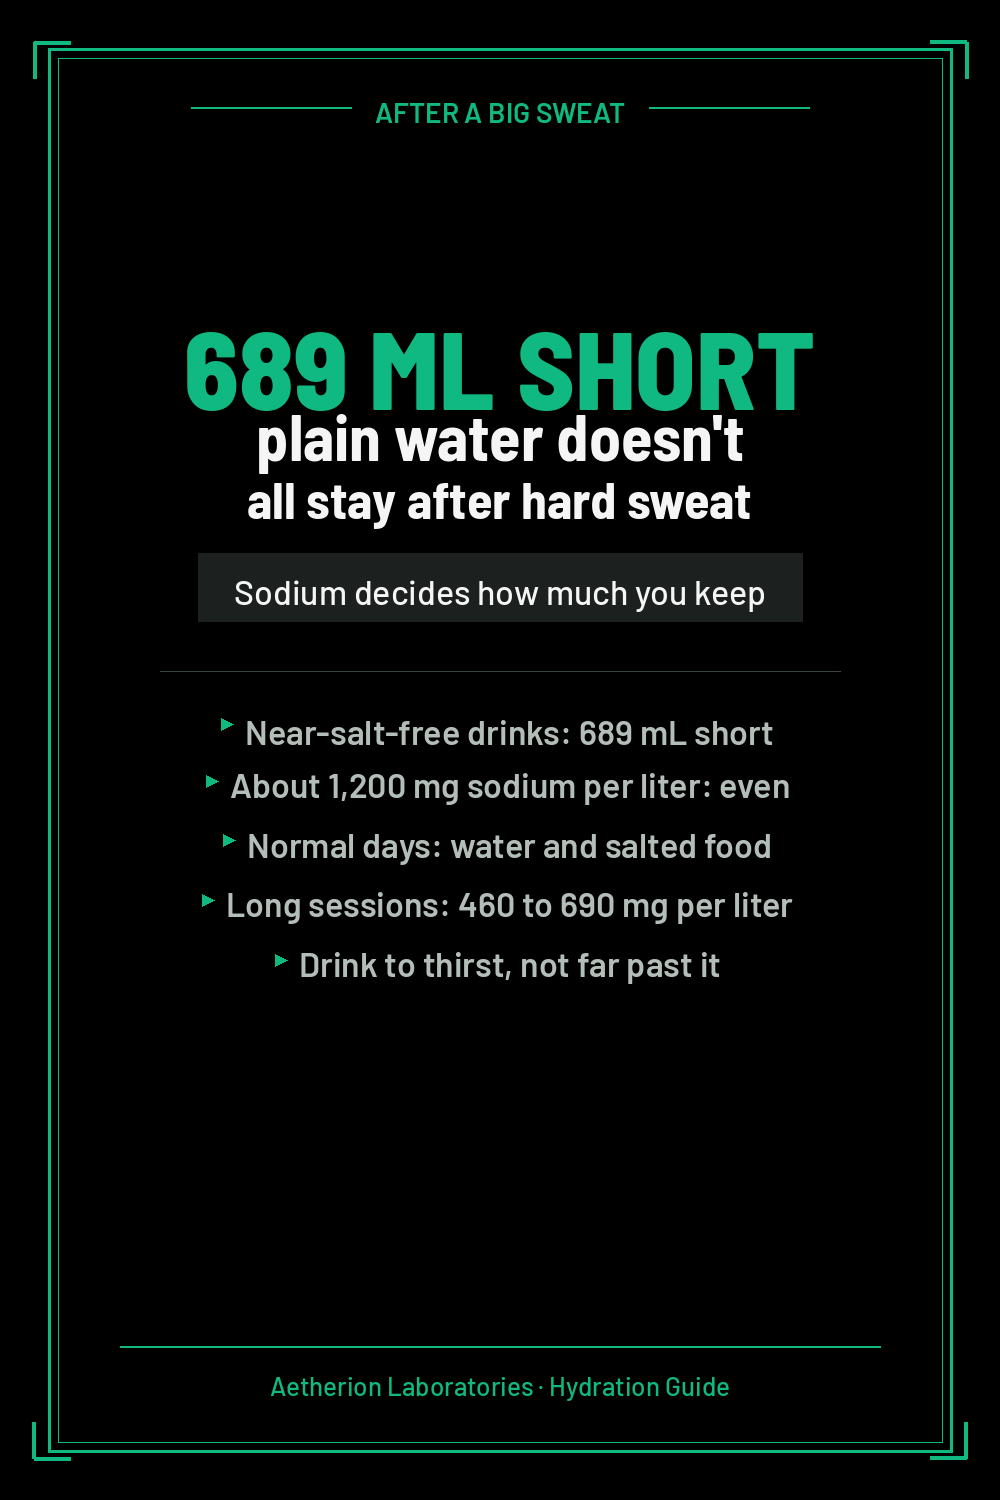 AFTER A BIG SWEAT
689 ML SHORT
plain water doesn't
all stay after hard sweat
Sodium decides how much you keep
Near-salt-free drinks: 689 mL short
About 1,200 mg sodium per liter: even
Normal days: water and salted food
Long sessions: 460 to 690 mg per liter
Drink to thirst, not far past it
Aetherion Laboratories · Hydration Guide